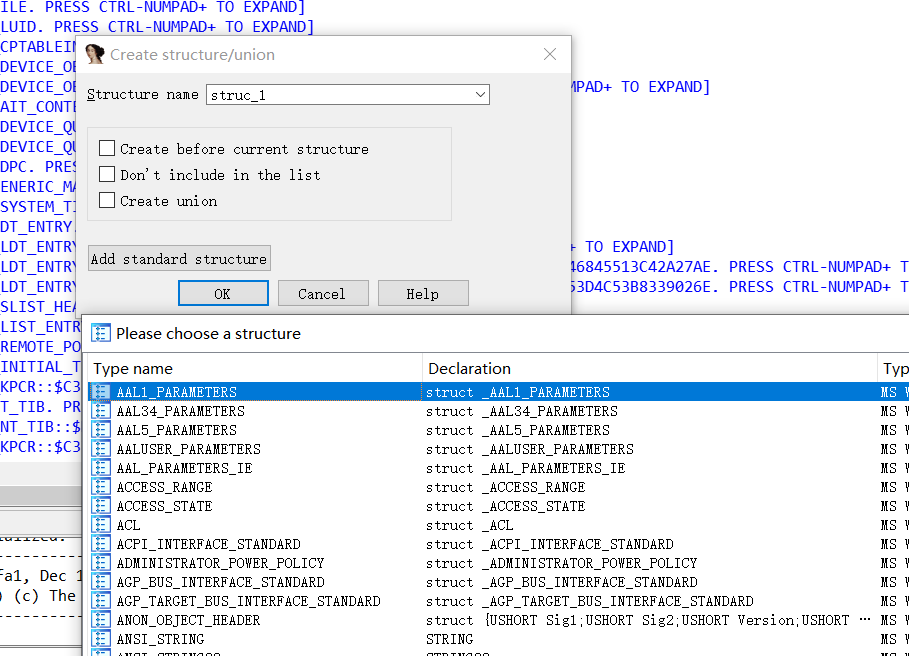 ILE. PRESS CTRL-NUMPAD+ TO EXPAND]
LUID. PRESS CTRL-NUMPAD+ TO EXPAND]
CPTABLEIN
DEVICE_OB
DEVICE_OB MPAD+ TO EXPAND]
AIT_CONTE
DEVICE_QU
DEVICE_QU
DPC. PRES
ENERIC_MA
SYSTEM_TI
DT_ENTRY.
LDT_ENTRY + TO EXPAND]
LDT_ENTRY 46845513C42A27AE. PRESS CTRL-NUMPAD+ T
LDT_ENTRY 53D4C53B8339026E. PRESS CTRL-NUMPAD+ T
SLIST_HEA
LIST_ENTR
REMOTE_PO
INITIAL_T
KPCR::$C3
T_TIB. PR
NT_TIB::$
KPCR::$C3
Create structure/union
Structure name struc_1
Create before current structure
Don't include in the list
Create union
Add standard structure
OK Cancel Help
Please choose a structure
Type name Declaration Typ
AAL1_PARAMETERS struct _AAL1_PARAMETERS MS W
AAL34_PARAMETERS struct _AAL34_PARAMETERS MS W
AAL5_PARAMETERS struct _AAL5_PARAMETERS MS W
AALUSER_PARAMETERS struct _AALUSER_PARAMETERS MS W
AAL_PARAMETERS_IE struct _AAL_PARAMETERS_IE MS W
ACCESS_RANGE struct _ACCESS_RANGE MS W
ACCESS_STATE struct _ACCESS_STATE MS W
ACL struct _ACL MS W
ACPI_INTERFACE_STANDARD struct _ACPI_INTERFACE_STANDARD MS W
ADMINISTRATOR_POWER_POLICY struct _ADMINISTRATOR_POWER_POLICY MS W
AGP_BUS_INTERFACE_STANDARD struct _AGP_BUS_INTERFACE_STANDARD MS W
AGP_TARGET_BUS_INTERFACE_STANDARD struct _AGP_TARGET_BUS_INTERFACE_STANDARD MS W
ANON_OBJECT_HEADER struct {USHORT Sig1;USHORT Sig2;USHORT Version;USHORT ⋯ MS W
ANSI_STRING STRING MS W
fa1, Dec 1
) (c) The